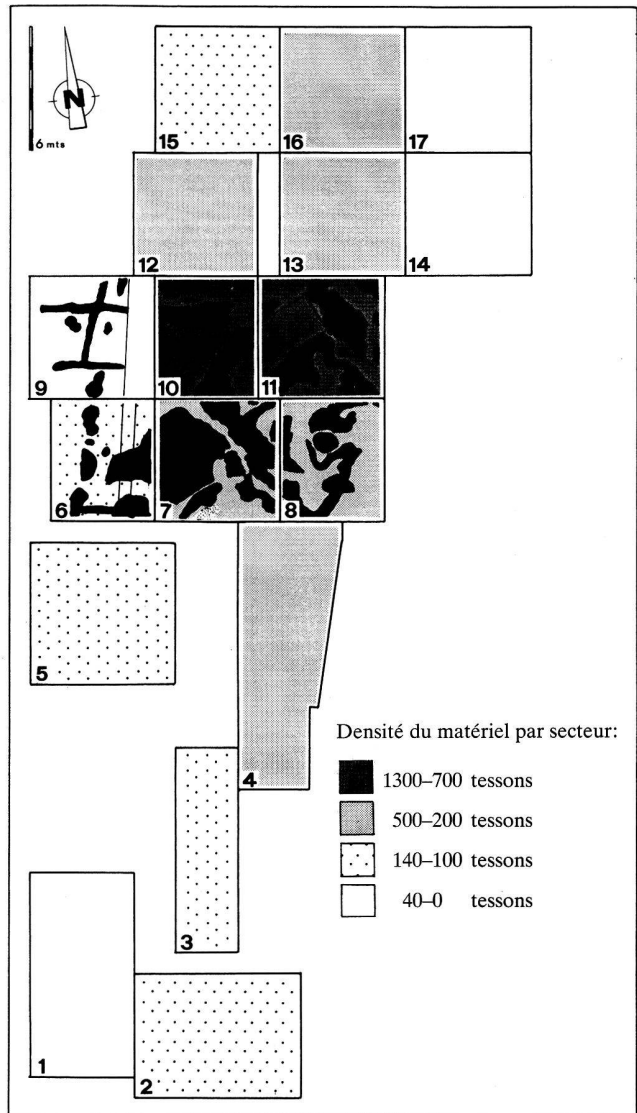 N
6 mts
15
16
17
12
13
14
9
10
11
6
7
8
5
4
3
1
2
Densité du matériel par secteur:
1300–700 tessons
500–200 tessons
140–100 tessons
40–0 tessons